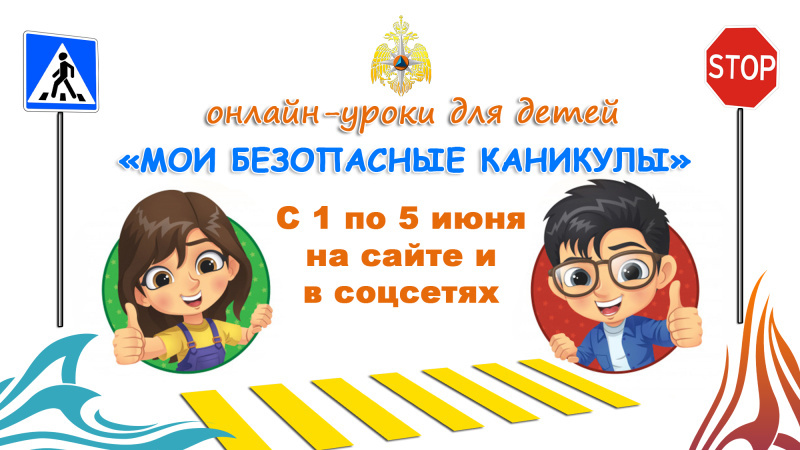 STOP
онлайн-уроки для детей
«МОИ БЕЗОПАСНЫЕ КАНИКУЛЫ»
С 1 по 5 июня
на сайте и
в соцсетях